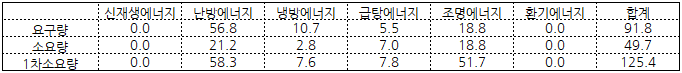 신재생에너지 난방에너지 냉방에너지 급탕에너지 조명에너지 환기에너지 합계
요구량 0.0 56.8 10.7 5.5 18.8 0.0 91.8
소요량 0.0 21.2 2.8 7.0 18.8 0.0 49.7
1차소요량 0.0 58.3 7.6 7.8 51.7 0.0 125.4